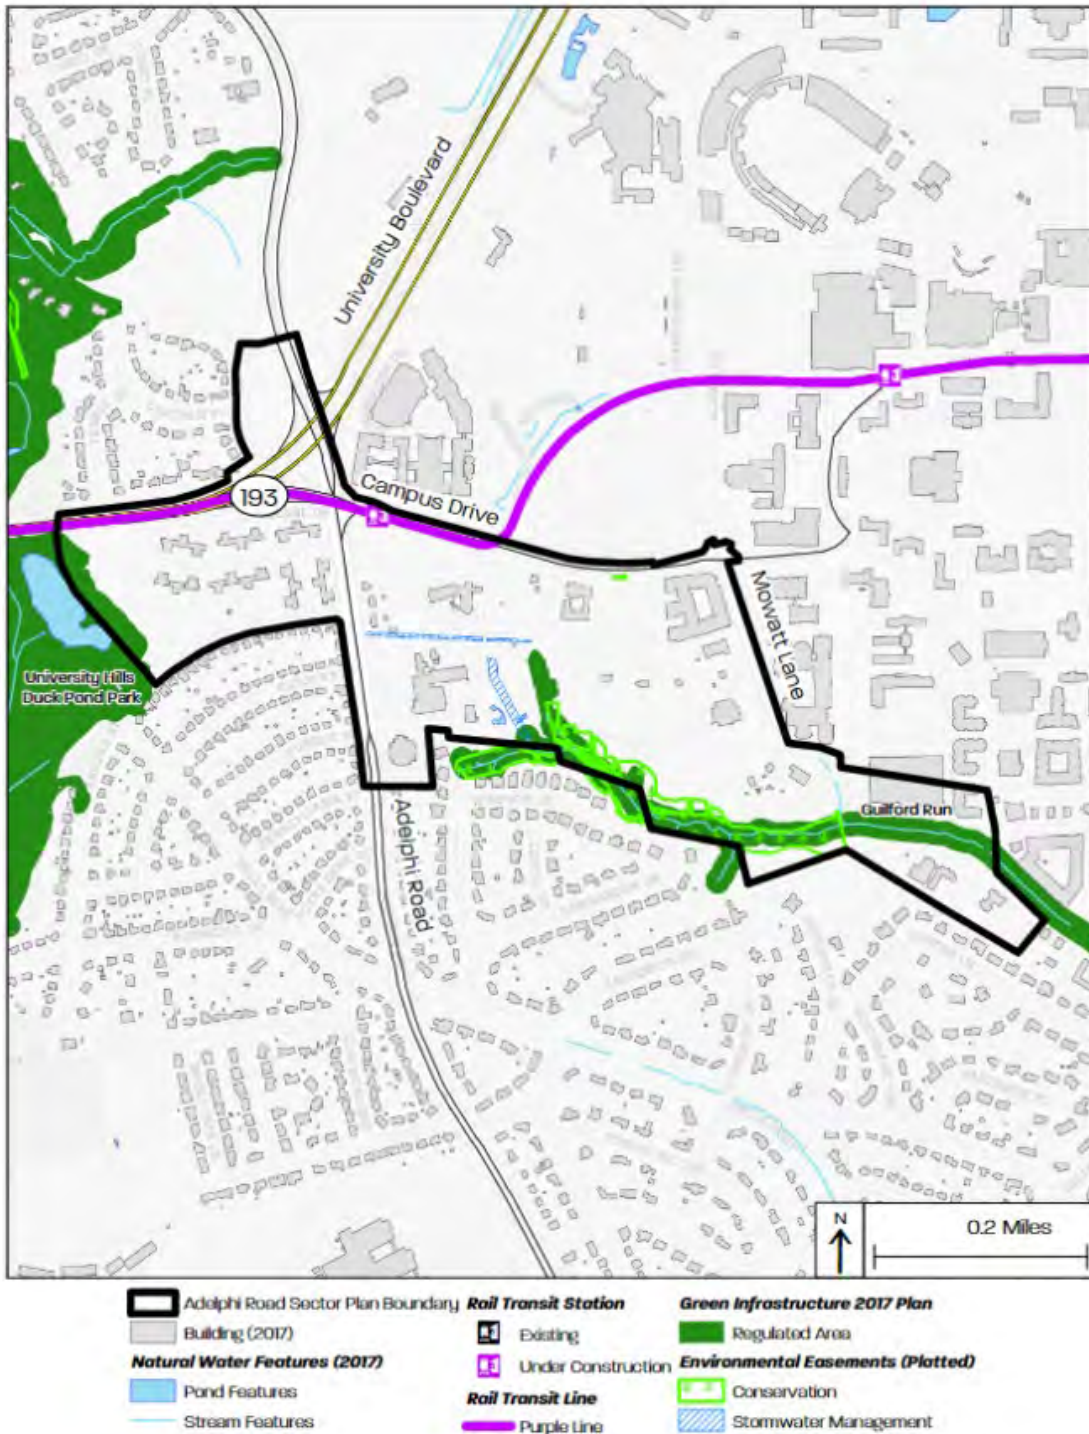 University Boulevard
193
Campus Drive
Mowatt Lane
University Hills
Duck Pond Park
Guilford Run
Adelphi Road
N
0.2 Miles
Adelphi Road Sector Plan Boundary
Building (2017)
Natural Water Features (2017)
Pond Features
Stream Features
Rail Transit Station
Existing
Under Construction
Rail Transit Line
Purple Line
Green Infrastructure 2017 Plan
Regulated Area
Environmental Easements (Platted)
Conservation
Stormwater Management